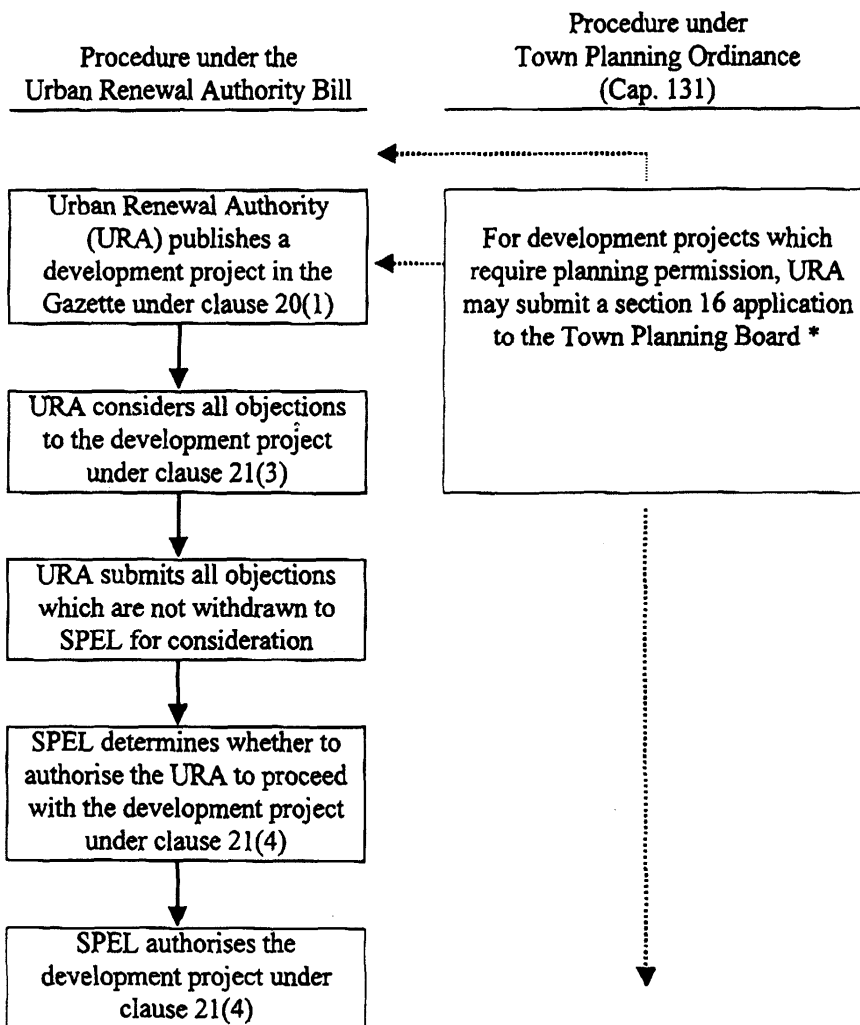 Procedure under the
Urban Renewal Authority Bill
Procedure under
Town Planning Ordinance
(Cap. 131)
Urban Renewal Authority
(URA) publishes a
development project in the
Gazette under clause 20(1)
For development projects which
require planning permission, URA
may submit a section 16 application
to the Town Planning Board *
URA considers all objections
to the development project
under clause 21(3)
URA submits all objections
which are not withdrawn to
SPEL for consideration
SPEL determines whether to
authorise the URA to proceed
with the development project
under clause 21(4)
SPEL authorises the
development project under
clause 21(4)